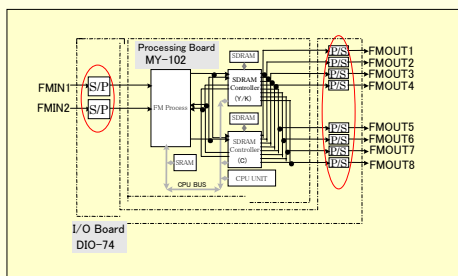 Processing Board
MY-102
SDRAM
P/S
FMOUT1
P/S
FMOUT2
P/S
FMOUT3
P/S
FMOUT4
FMIN1
S/P
FMIN2
S/P
FM Process
SDRAM
Controller
(Y/K)
SDRAM
SDRAM
Controller
(C)
SRAM
CPU UNIT
CPU BUS
P/S
FMOUT5
P/S
FMOUT6
P/S
FMOUT7
P/S
FMOUT8
I/O Board
DIO-74